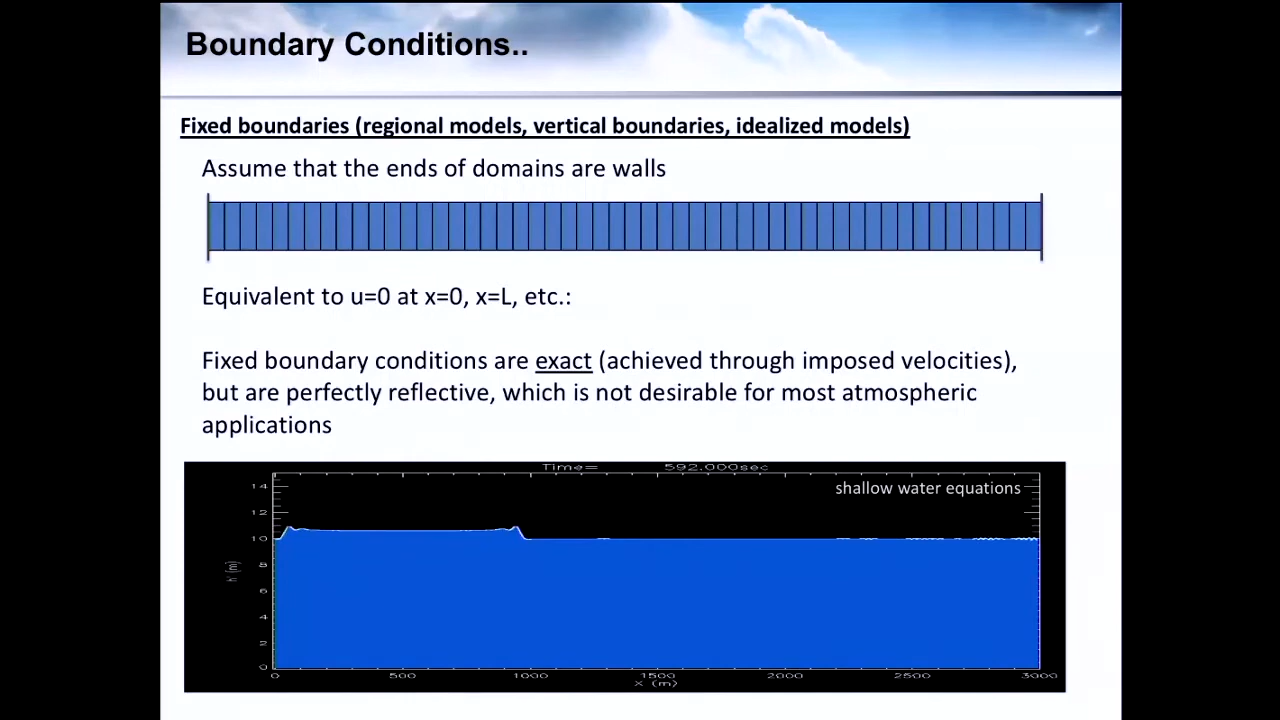 Boundary Conditions..
Fixed boundaries (regional models, vertical boundaries, idealized models)
Assume that the ends of domains are walls
Equivalent to u=0 at x=0, x=L, etc.:
Fixed boundary conditions are exact (achieved through imposed velocities),
but are perfectly reflective, which is not desirable for most atmospheric
applications
Time= 592.000sec
shallow water equations
14
12
10
8
6
4
2
0
h (m)
0 500 1000 1500 2000 2500 3000
X (m)